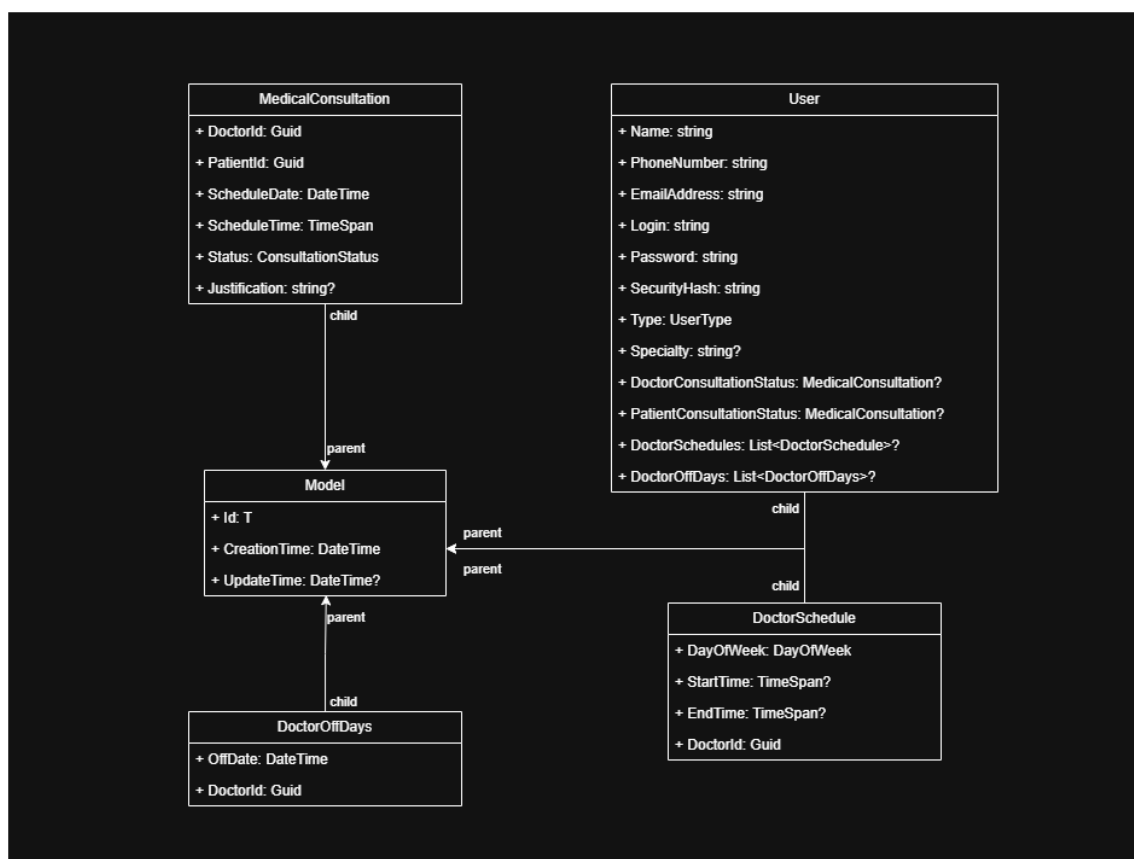 MedicalConsultation
+ DoctorId: Guid
+ PatientId: Guid
+ ScheduleDate: DateTime
+ ScheduleTime: TimeSpan
+ Status: ConsultationStatus
+ Justification: string?
child
parent
User
+ Name: string
+ PhoneNumber: string
+ EmailAddress: string
+ Login: string
+ Password: string
+ SecurityHash: string
+ Type: UserType
+ Specialty: string?
+ DoctorConsultationStatus: MedicalConsultation?
+ PatientConsultationStatus: MedicalConsultation?
+ DoctorSchedules: List<DoctorSchedule>?
+ DoctorOffDays: List<DoctorOffDays>?
child
parent
parent
child
Model
+ Id: T
+ CreationTime: DateTime
+ UpdateTime: DateTime?
parent
child
DoctorOffDays
+ OffDate: DateTime
+ DoctorId: Guid
DoctorSchedule
+ DayOfWeek: DayOfWeek
+ StartTime: TimeSpan?
+ EndTime: TimeSpan?
+ DoctorId: Guid